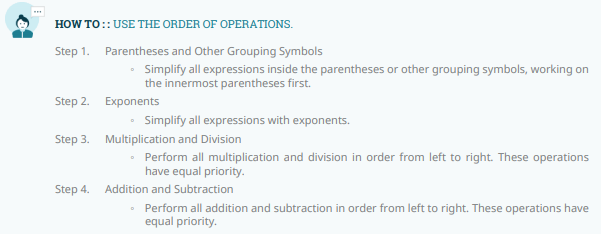 HOW TO : : USE THE ORDER OF OPERATIONS.
Step 1. Parentheses and Other Grouping Symbols
◦ Simplify all expressions inside the parentheses or other grouping symbols, working on
the innermost parentheses first.
Step 2. Exponents
◦ Simplify all expressions with exponents.
Step 3. Multiplication and Division
◦ Perform all multiplication and division in order from left to right. These operations
have equal priority.
Step 4. Addition and Subtraction
◦ Perform all addition and subtraction in order from left to right. These operations have
equal priority.